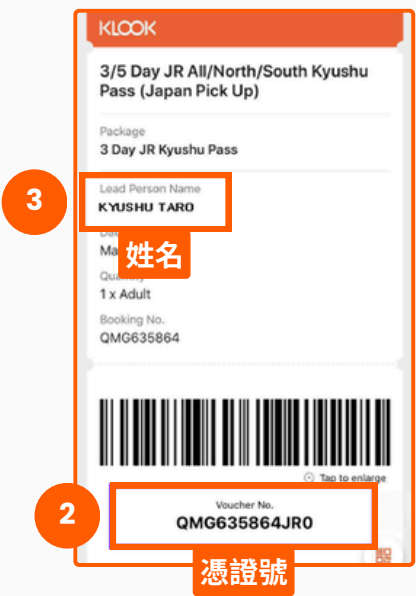 KLOOK
3/5 Day JR All/North/South Kyushu
Pass (Japan Pick Up)
Package
3 Day JR Kyushu Pass
3
Lead Person Name
KYUSHU TARO
姓名
1 x Adult
Booking No.
QMG635864
Tap to enlarge
2
Voucher No.
QMG635864JR0
憑證號